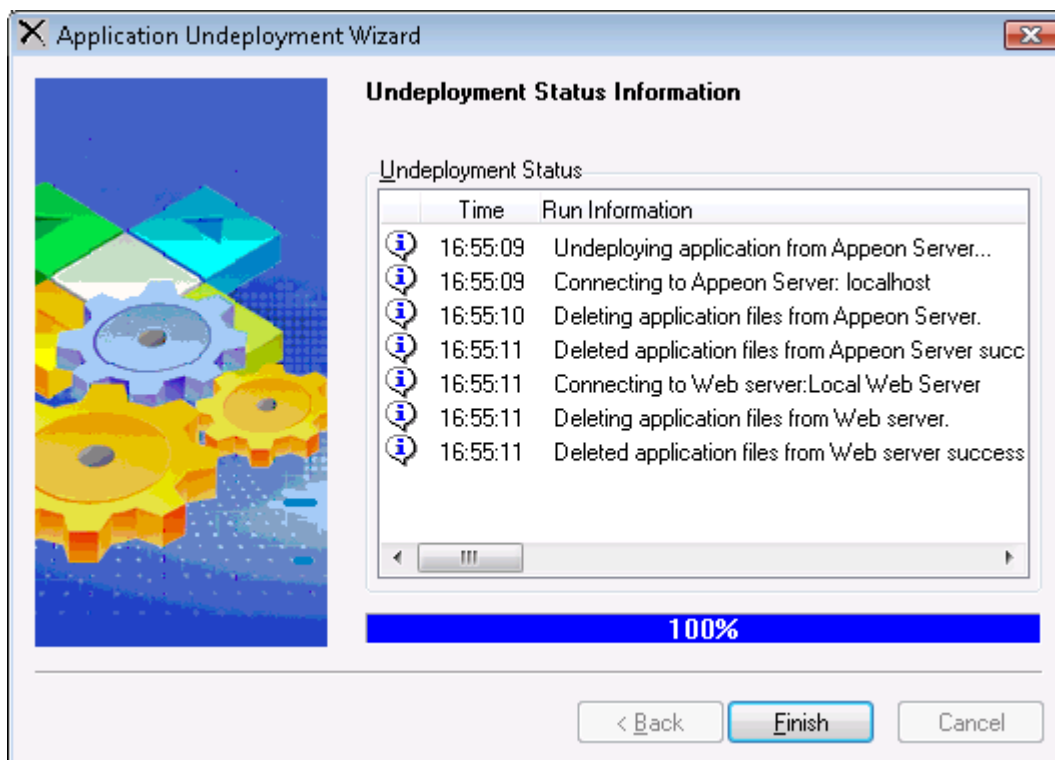 Application Undeployment Wizard
Undeployment Status Information
Undeployment Status
Time Run Information
16:55:09 Undeploying application from Appeon Server...
16:55:09 Connecting to Appeon Server: localhost
16:55:10 Deleting application files from Appeon Server.
16:55:11 Deleted application files from Appeon Server succ
16:55:11 Connecting to Web server:Local Web Server
16:55:11 Deleting application files from Web server.
16:55:11 Deleted application files from Web server success
100%
< Back Finish Cancel